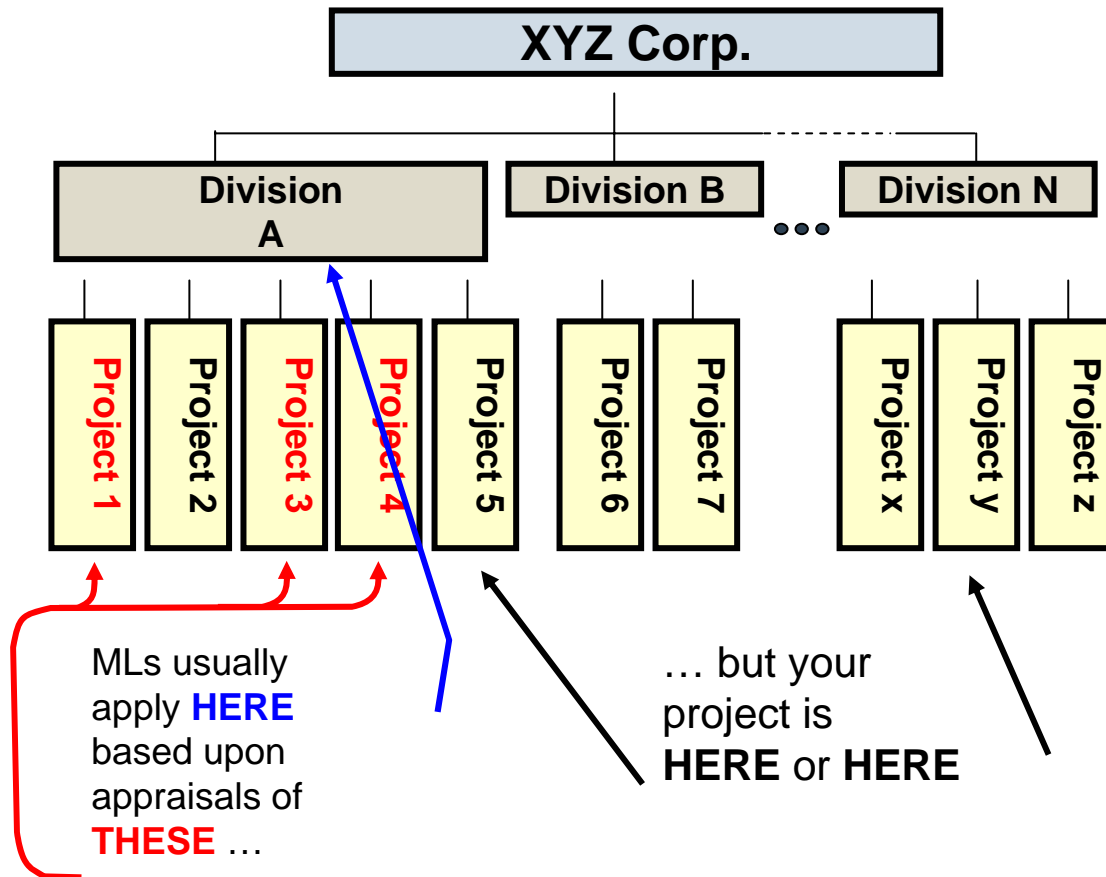 XYZ Corp.
Division
A
Division B
Division N
Project 1
Project 2
Project 3
Project 4
Project 5
Project 6
Project 7
Project x
Project y
Project z
MLs usually
apply HERE
based upon
appraisals of
THESE …
… but your
project is
HERE or HERE